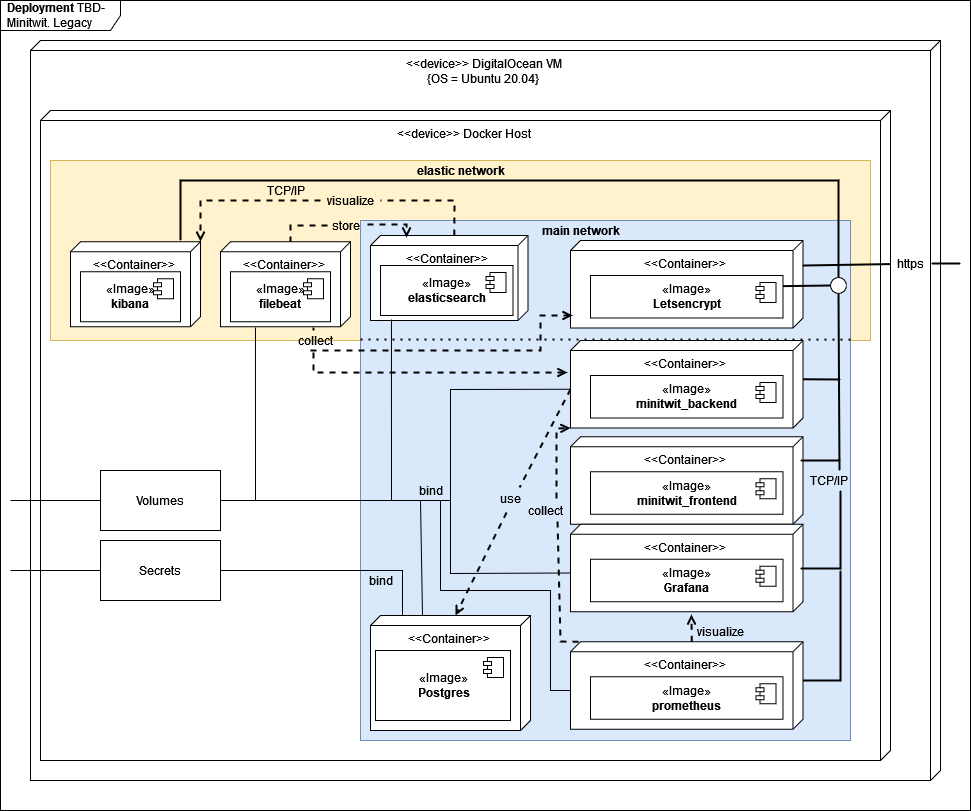 Deployment TBD-
Minitwit. Legacy
<<device>> DigitalOcean VM
{OS = Ubuntu 20.04}
<<device>> Docker Host
elastic network
TCP/IP
visualize
store
main network
<<Container>>
«Image»
kibana
<<Container>>
«Image»
filebeat
<<Container>>
«Image»
elasticsearch
<<Container>>
«Image»
Letsencrypt
https
collect
<<Container>>
«Image»
minitwit_backend
<<Container>>
«Image»
minitwit_frontend
TCP/IP
Volumes
bind
use
collect
<<Container>>
«Image»
Grafana
Secrets
bind
visualize
<<Container>>
«Image»
Postgres
<<Container>>
«Image»
prometheus